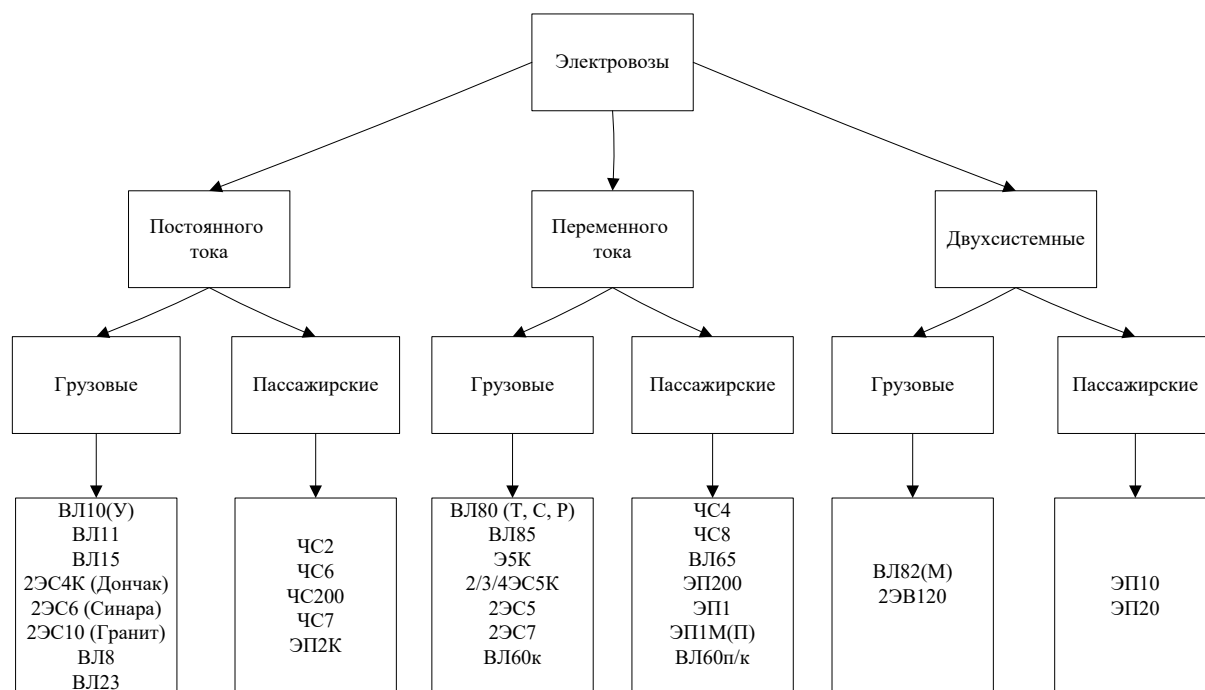 Электровозы
Постоянного
тока
Переменного
тока
Двухсистемные
Грузовые
Пассажирские
Грузовые
Пассажирские
Грузовые
Пассажирские
ВЛ10(У)
ВЛ11
ВЛ15
2ЭС4К (Дончак)
2ЭС6 (Синара)
2ЭС10 (Гранит)
ВЛ8
ВЛ23
ЧС2
ЧС6
ЧС200
ЧС7
ЭП2К
ВЛ80 (Т, С, Р)
ВЛ85
Э5К
2/3/4ЭС5К
2ЭС5
2ЭС7
ВЛ60к
ЧС4
ЧС8
ВЛ65
ЭП200
ЭП1
ЭП1М(П)
ВЛ60п/к
ВЛ82(М)
2ЭВ120
ЭП10
ЭП20